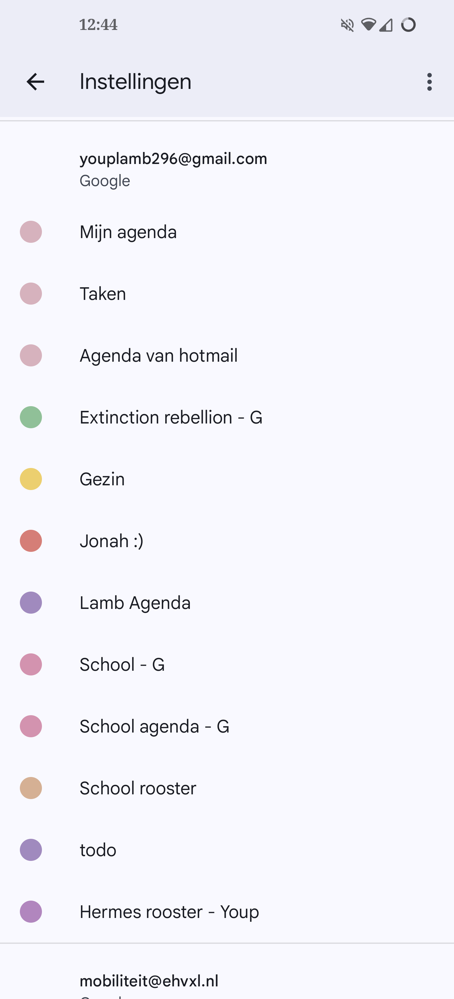 12:44
Instellingen
youplamb296@gmail.com
Google
Mijn agenda
Taken
Agenda van hotmail
Extinction rebellion - G
Gezin
Jonah :)
Lamb Agenda
School - G
School agenda - G
School rooster
todo
Hermes rooster - Youp
mobiliteit@ehvxl.nl